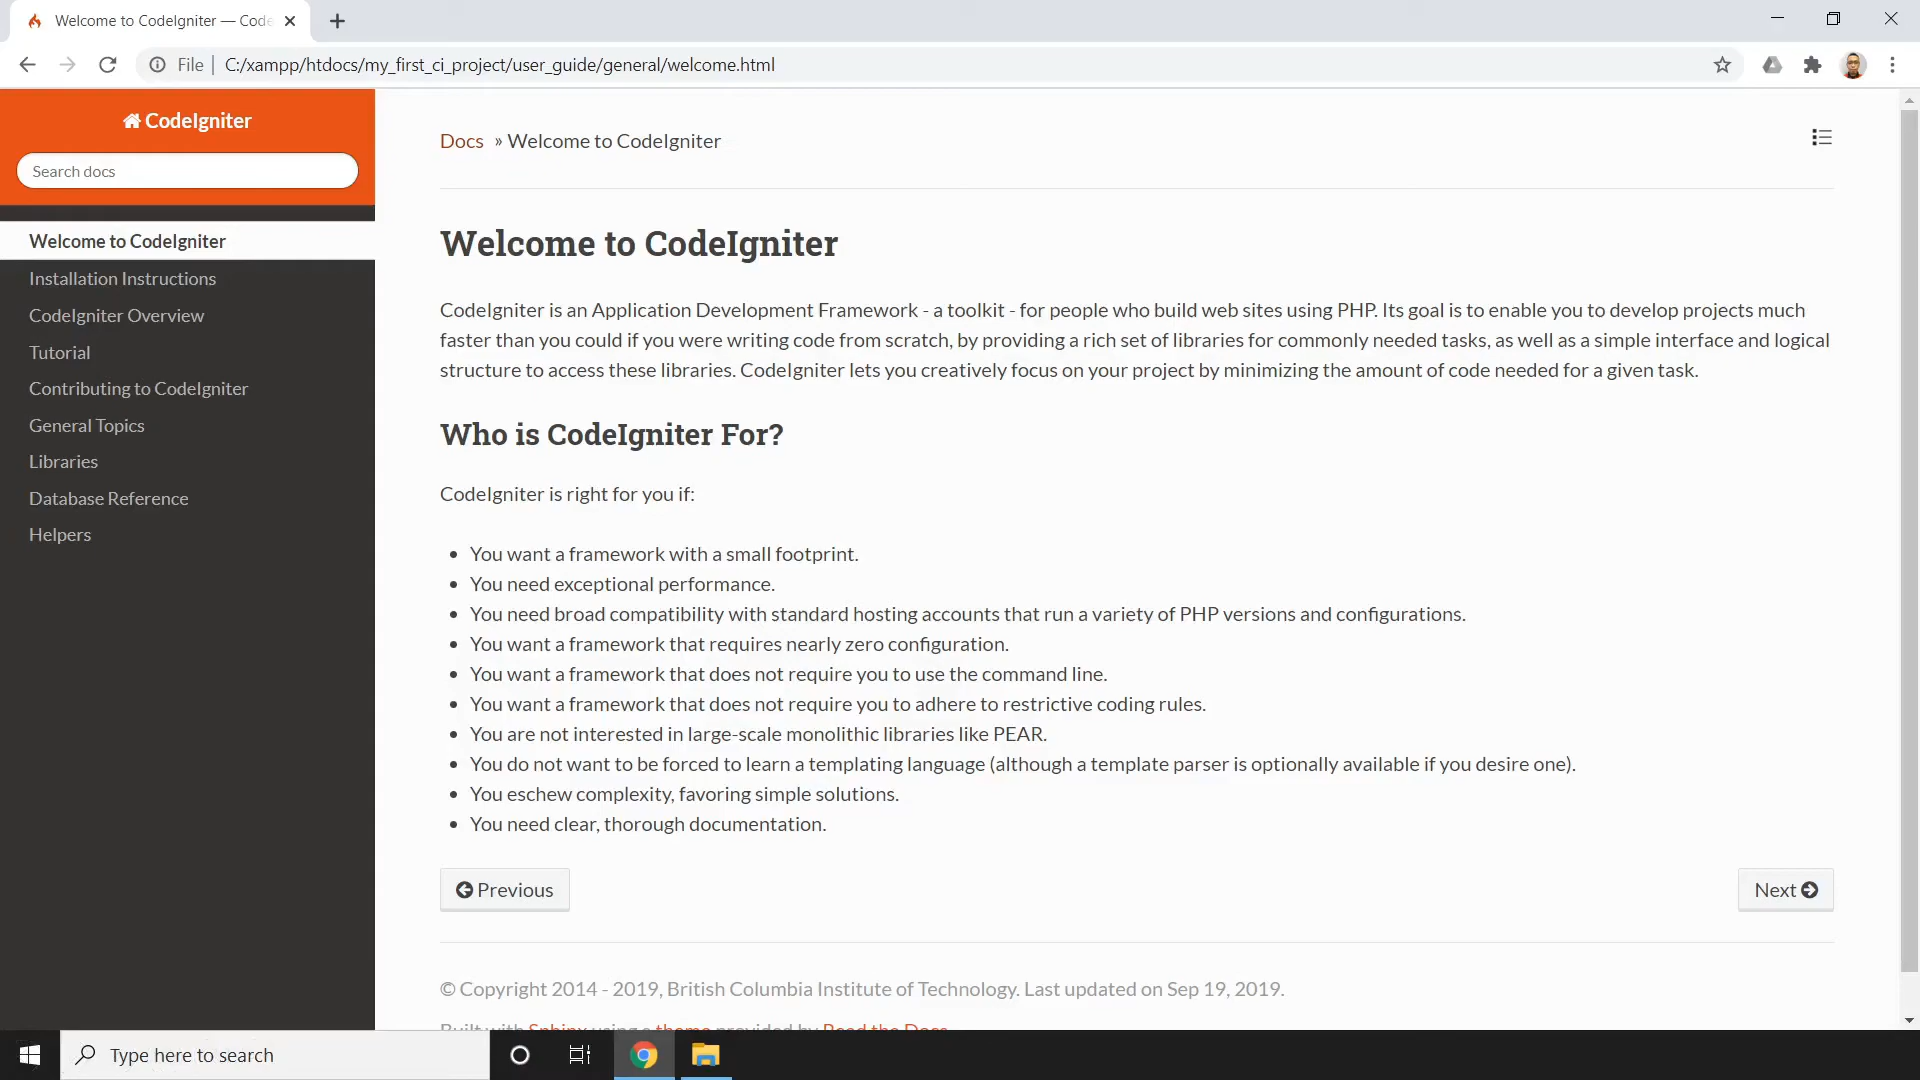 Welcome to CodeIgniter — Code
File
C:/xampp/htdocs/my_first_ci_project/user_guide/general/welcome.html
CodeIgniter
Search docs
Welcome to CodeIgniter
Installation Instructions
CodeIgniter Overview
Tutorial
Contributing to CodeIgniter
General Topics
Libraries
Database Reference
Helpers
Docs » Welcome to CodeIgniter
Welcome to CodeIgniter
CodeIgniter is an Application Development Framework - a toolkit - for people who build web sites using PHP. Its goal is to enable you to develop projects much
faster than you could if you were writing code from scratch, by providing a rich set of libraries for commonly needed tasks, as well as a simple interface and logical
structure to access these libraries. CodeIgniter lets you creatively focus on your project by minimizing the amount of code needed for a given task.
Who is CodeIgniter For?
CodeIgniter is right for you if:
• You want a framework with a small footprint.
• You need exceptional performance.
• You need broad compatibility with standard hosting accounts that run a variety of PHP versions and configurations.
• You want a framework that requires nearly zero configuration.
• You want a framework that does not require you to use the command line.
• You want a framework that does not require you to adhere to restrictive coding rules.
• You are not interested in large-scale monolithic libraries like PEAR.
• You do not want to be forced to learn a templating language (although a template parser is optionally available if you desire one).
• You eschew complexity, favoring simple solutions.
• You need clear, thorough documentation.
Previous
Next
© Copyright 2014 - 2019, British Columbia Institute of Technology. Last updated on Sep 19, 2019.
Built with Sphinx using a theme provided by Read the Docs
Type here to search